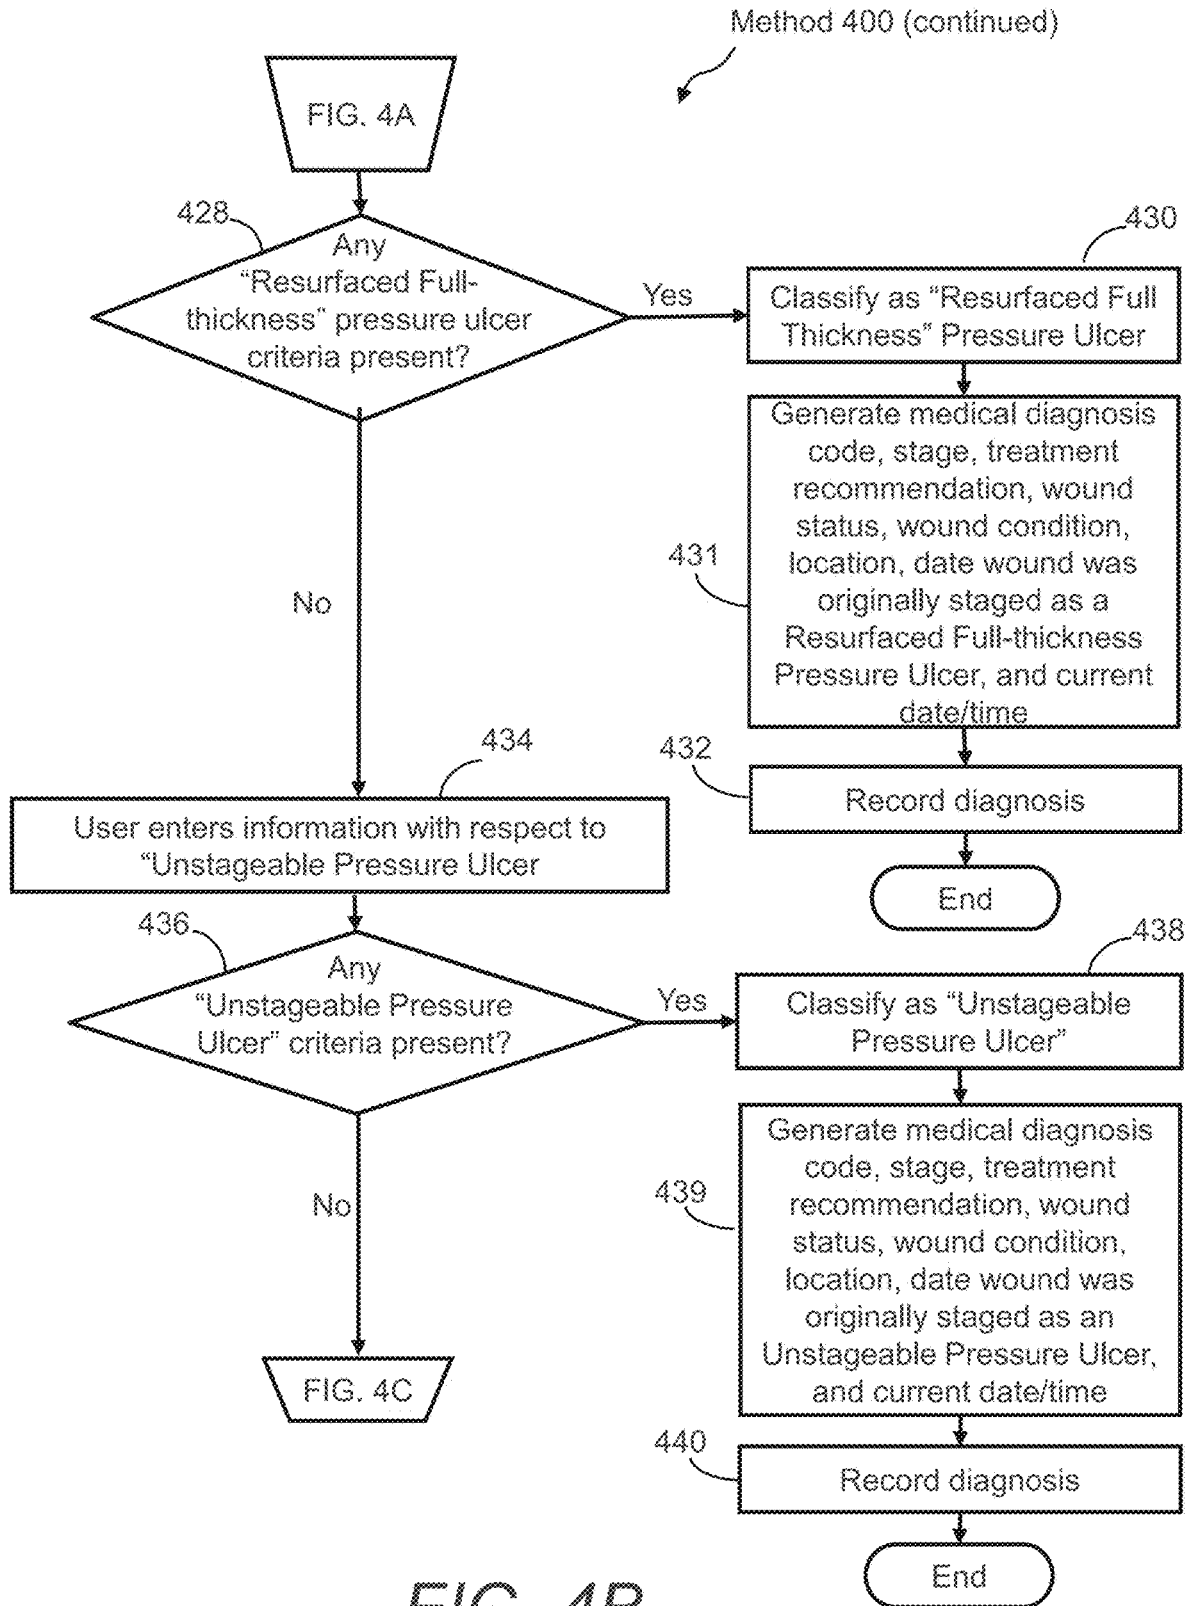 Method 400 (continued)
FIG. 4A
428
Any
“Resurfaced Full-
thickness” pressure ulcer
criteria present?
Yes
430
Classify as “Resurfaced Full
Thickness” Pressure Ulcer
431
Generate medical diagnosis
code, stage, treatment
recommendation, wound
status, wound condition,
location, date wound was
originally staged as a
Resurfaced Full-thickness
Pressure Ulcer, and current
date/time
No
432
Record diagnosis
End
434
User enters information with respect to
“Unstageable Pressure Ulcer
436
Any
“Unstageable Pressure
Ulcer” criteria present?
Yes
438
Classify as “Unstageable
Pressure Ulcer”
439
Generate medical diagnosis
code, stage, treatment
recommendation, wound
status, wound condition,
location, date wound was
originally staged as an
Unstageable Pressure Ulcer,
and current date/time
No
FIG. 4C
440
Record diagnosis
End
FIG. 4B